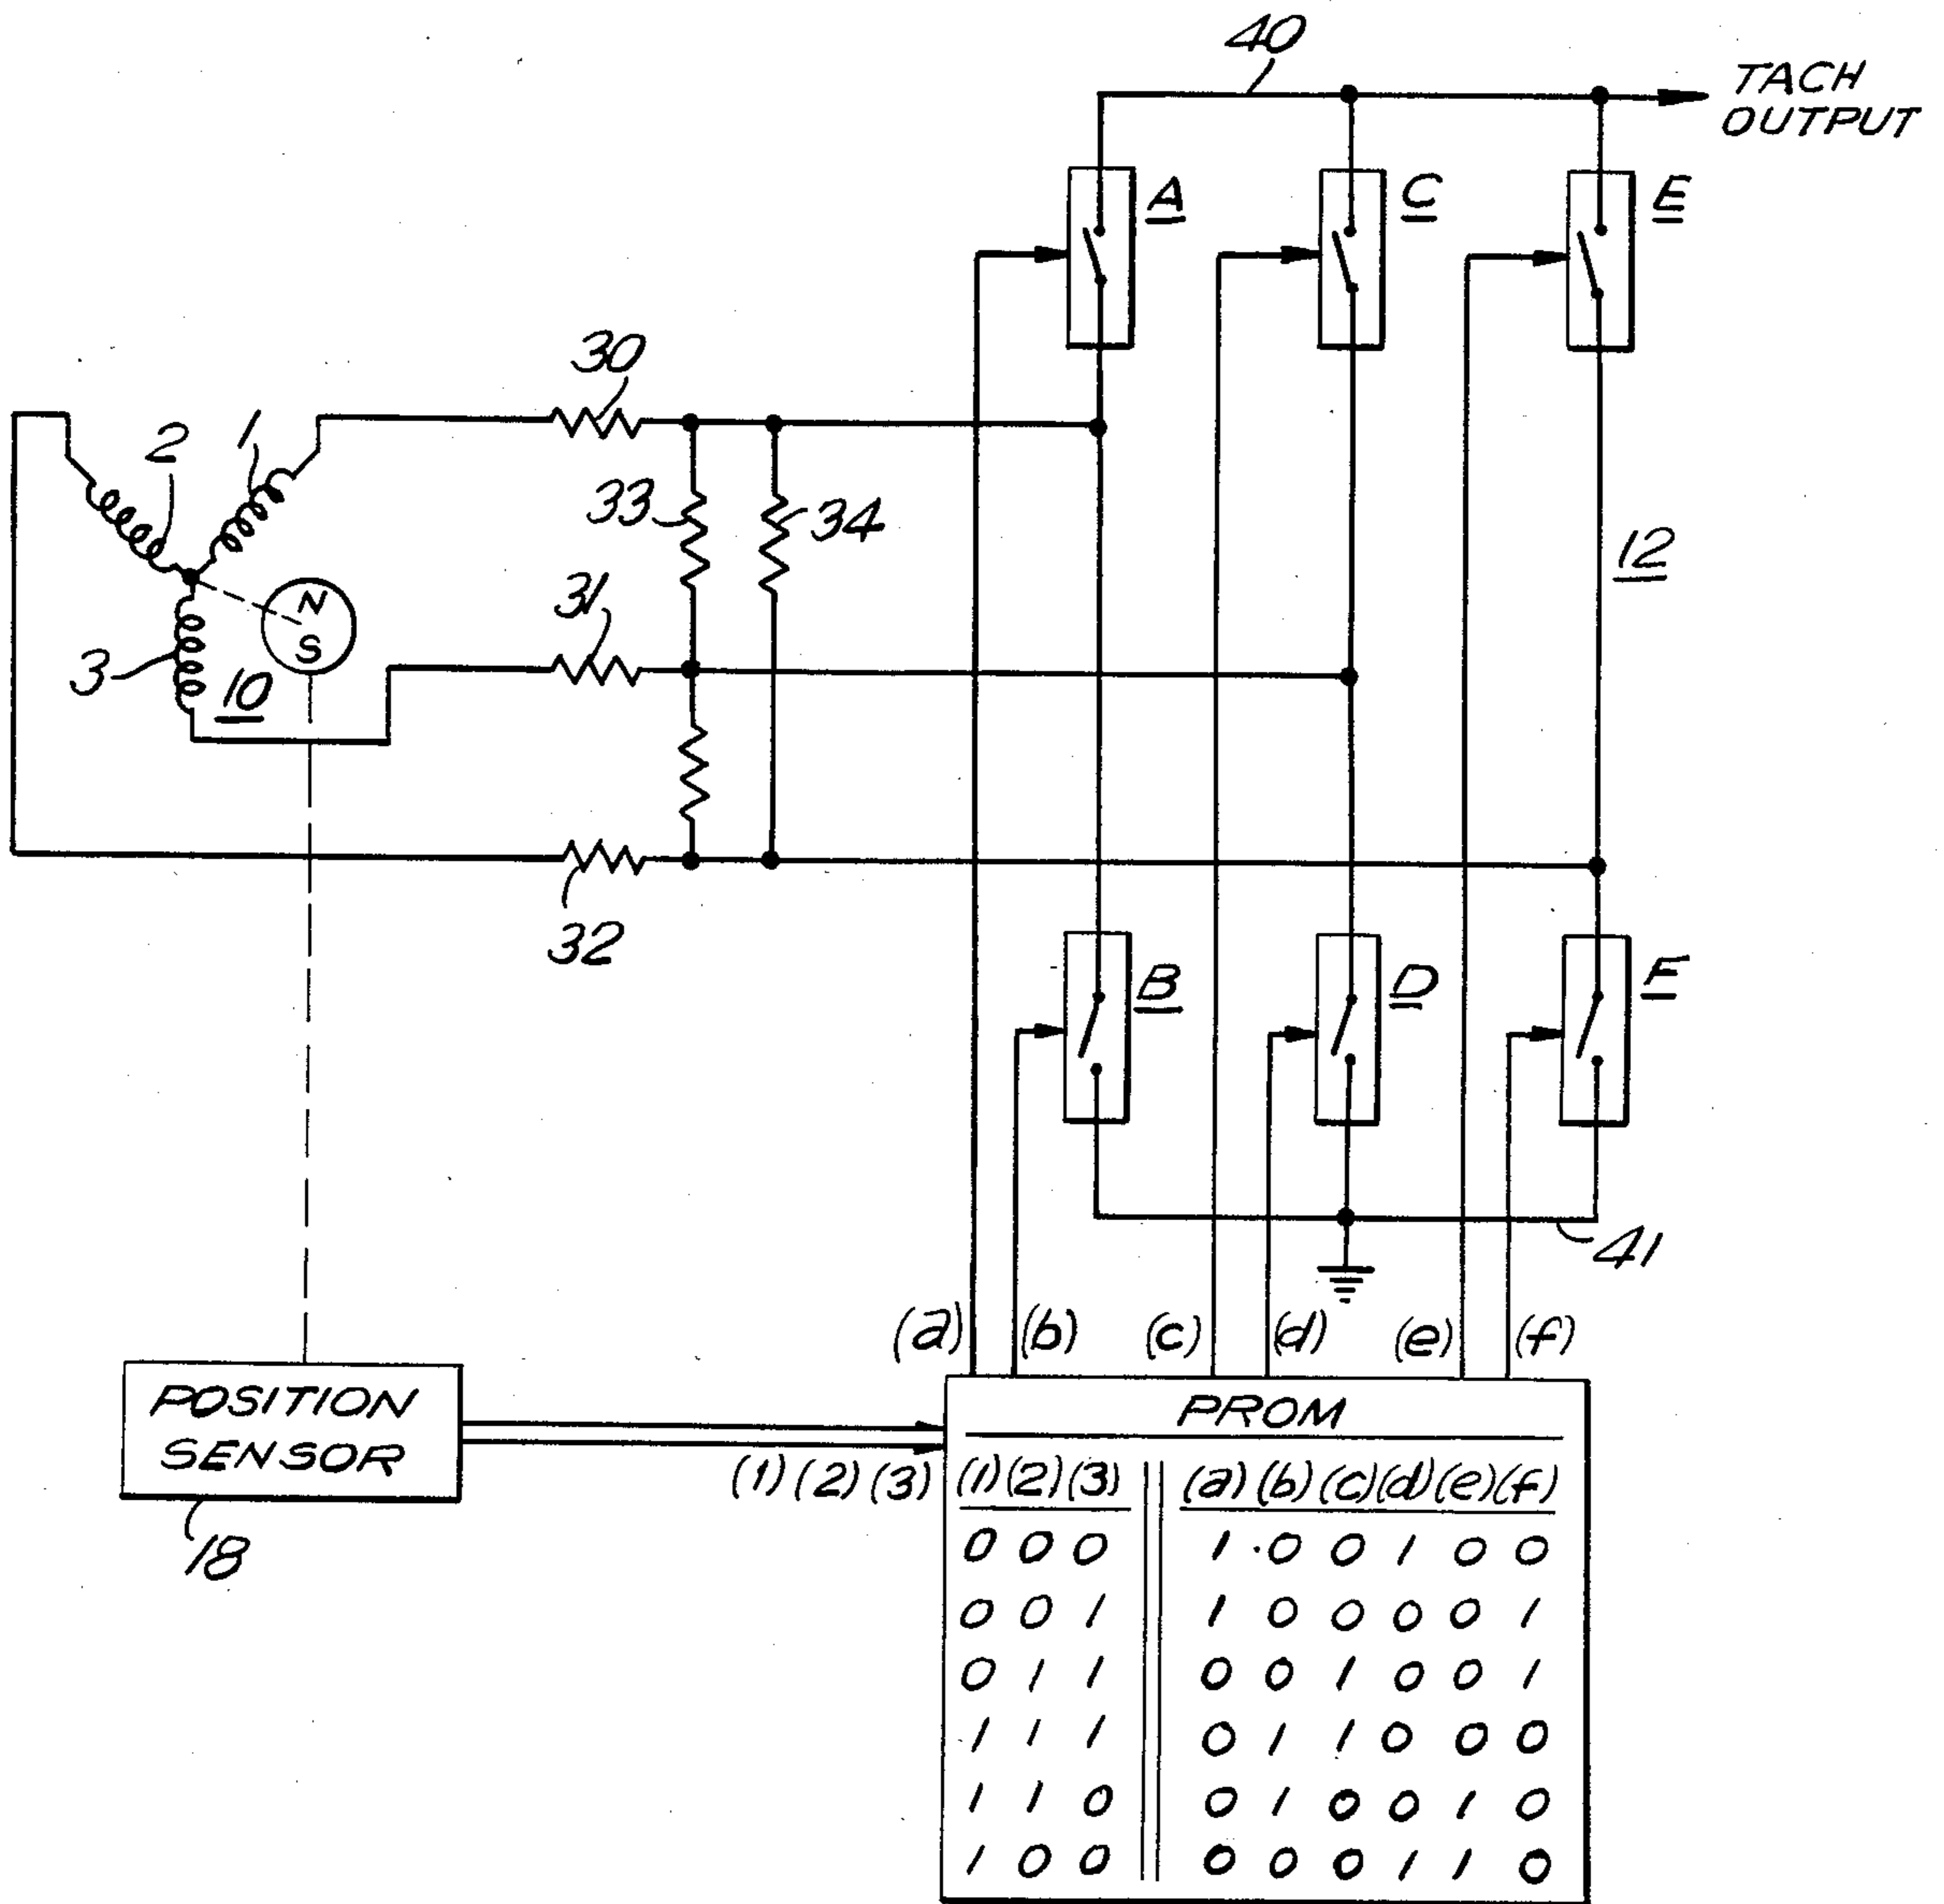 40
TACH
OUTPUT
A
C
E
30
2
1
33
34
12
N
S
31
3
10
32
B
D
F
41
(a)
(b)
(c)
(d)
(e)
(f)
POSITION
SENSOR
18
(1) (2) (3)
PROM
(1) (2) (3) (a) (b) (c) (d) (e) (f)
0 0 0 1 0 0 1 0 0
0 0 1 1 0 0 0 0 1
0 1 1 0 0 1 0 0 1
1 1 1 0 1 1 0 0 0
1 1 0 0 1 0 0 1 0
1 0 0 0 0 0 1 1 0